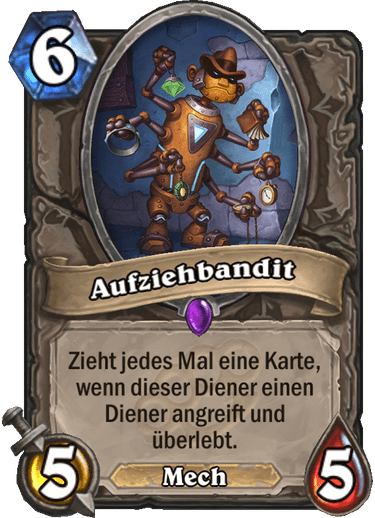 6
Aufziehbandit
Zieht jedes Mal eine Karte,
wenn dieser Diener einen
Diener angreift und
überlebt.
5
Mech
5